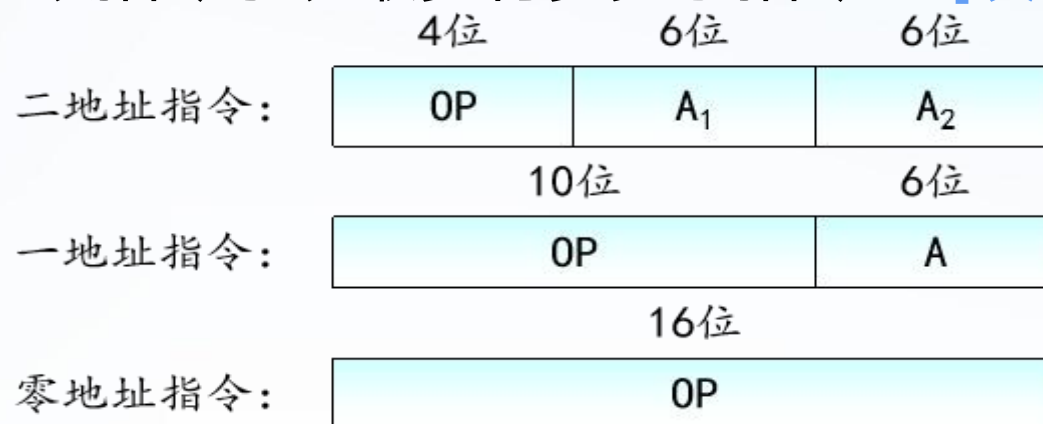 4位 6位 6位
二地址指令: OP A₁ A₂
10位 6位
一地址指令: OP A
16位
零地址指令: OP